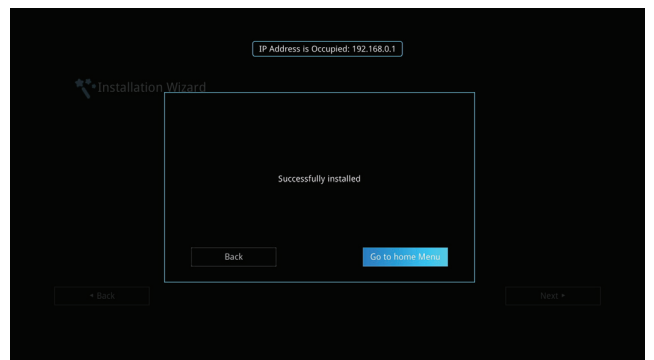 IP Address is Occupied: 192.168.0.1
Installation Wizard
Successfully installed
Back
Go to home Menu
Back
Next